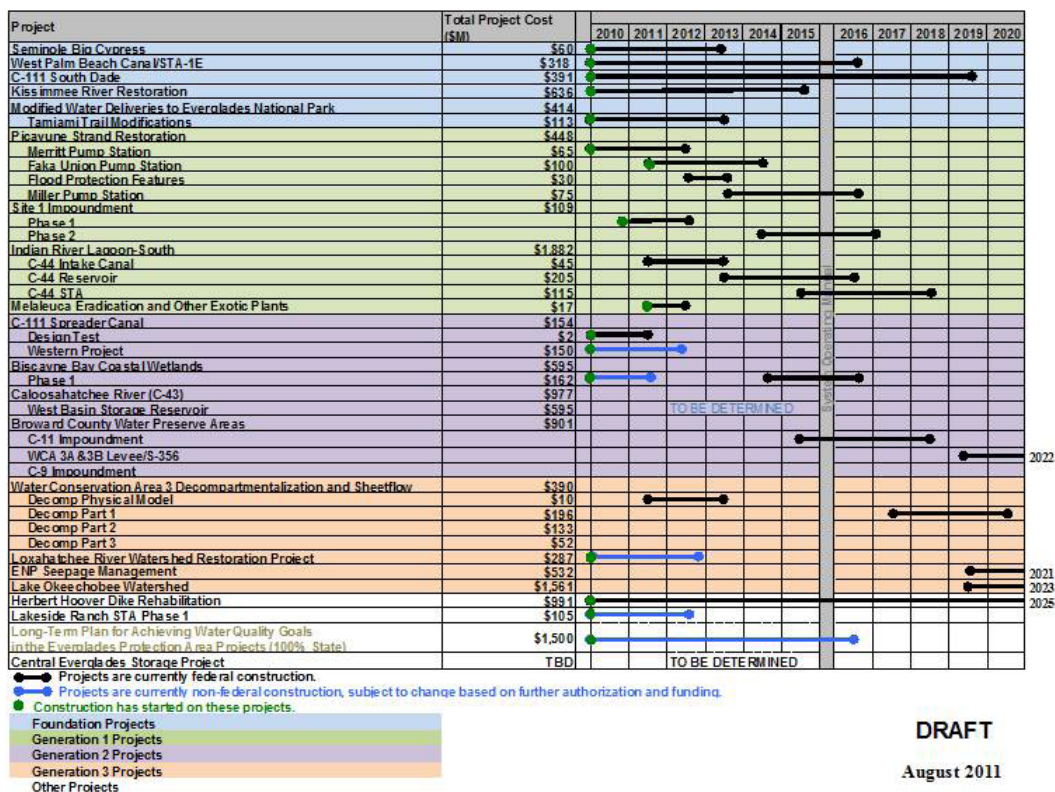 Project Total Project Cost
($M) 2010 2011 2012 2013 2014 2015 2016 2017 2018 2019 2020
Seminole Big Cypress $60
West Palm Beach Canal/STA-1E $318
C-111 South Dade $391
Kissimmee River Restoration $636
Modified Water Deliveries to Everglades National Park $414
Tamiami Trail Modifications $113
Picayune Strand Restoration $448
Merritt Pump Station $65
Faka Union Pump Station $100
Flood Protection Features $30
Miller Pump Station $75
Site 1 Impoundment $109
Phase 1
Phase 2
Indian River Lagoon-South $1,882
C-44 Intake Canal $45
C-44 Reservoir $205
C-44 STA $115
Melaleuca Eradication and Other Exotic Plants $17
System Operating Manual
C-111 Spreader Canal $154
Design Test $2
Western Project $150
Biscayne Bay Coastal Wetlands $595
Phase 1 $162
Caloosahatchee River (C-43) $977
West Basin Storage Reservoir $595 TO BE DETERMINED
Broward County Water Preserve Areas $901
C-11 Impoundment
WCA 3A &3B Levee/S-356 2022
C-9 Impoundment
Water Conservation Area 3 Decompartmentalization and Sheetflow $390
Decomp Physical Model $10
Decomp Part 1 $196
Decomp Part 2 $133
Decomp Part 3 $52
Loxahatchee River Watershed Restoration Project $287
ENP Seepage Management $532 2021
Lake Okeechobee Watershed $1,561 2023
Herbert Hoover Dike Rehabilitation $991 2025
Lakeside Ranch STA Phase 1 $105
Long-Term Plan for Achieving Water Quality Goals
in the Everglades Protection Area Projects (100% State) $1,500
Central Everglades Storage Project TBD TO BE DETERMINED
Projects are currently federal construction.
Projects are currently non-federal construction, subject to change based on further authorization and funding.
Construction has started on these projects.
Foundation Projects
Generation 1 Projects
Generation 2 Projects
Generation 3 Projects
Other Projects
DRAFT
August 2011